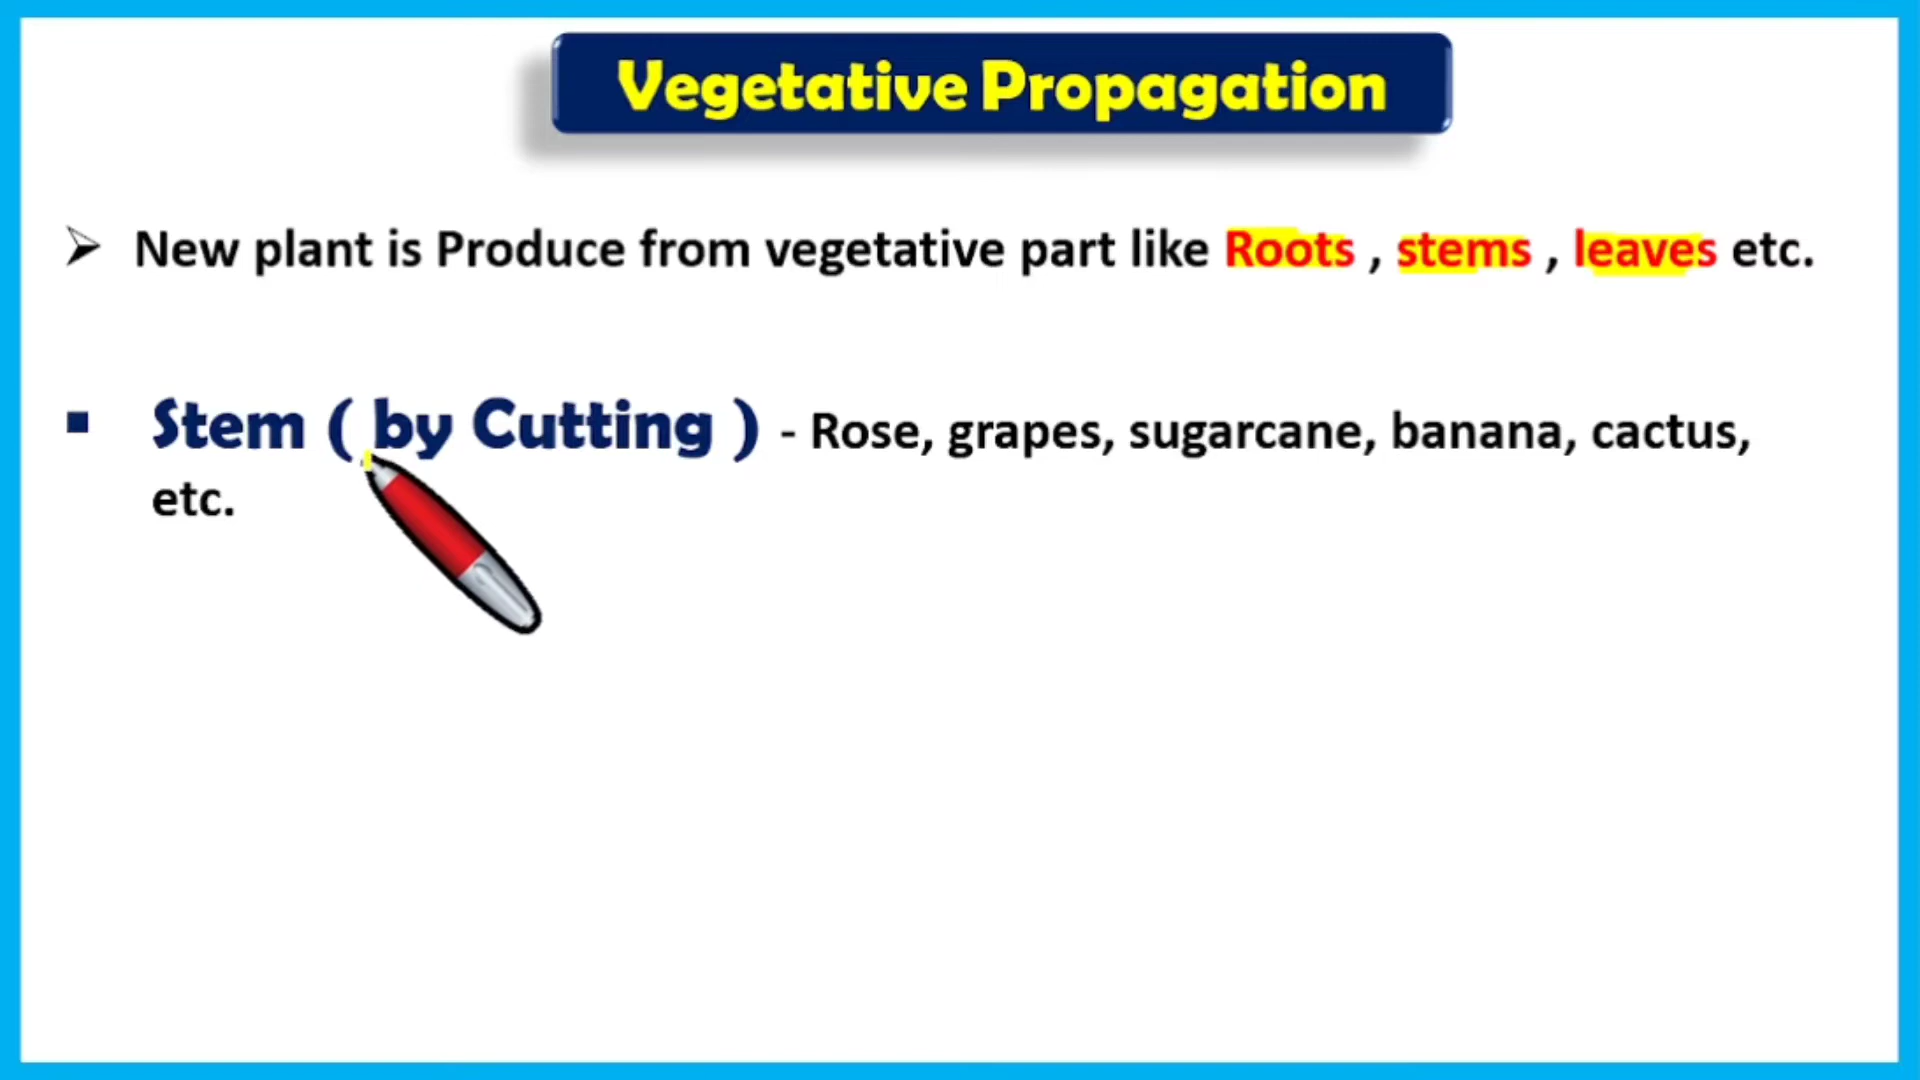 Vegetative Propagation
New plant is Produce from vegetative part like Roots , stems , leaves etc.
Stem ( by Cutting ) - Rose, grapes, sugarcane, banana, cactus,
etc.